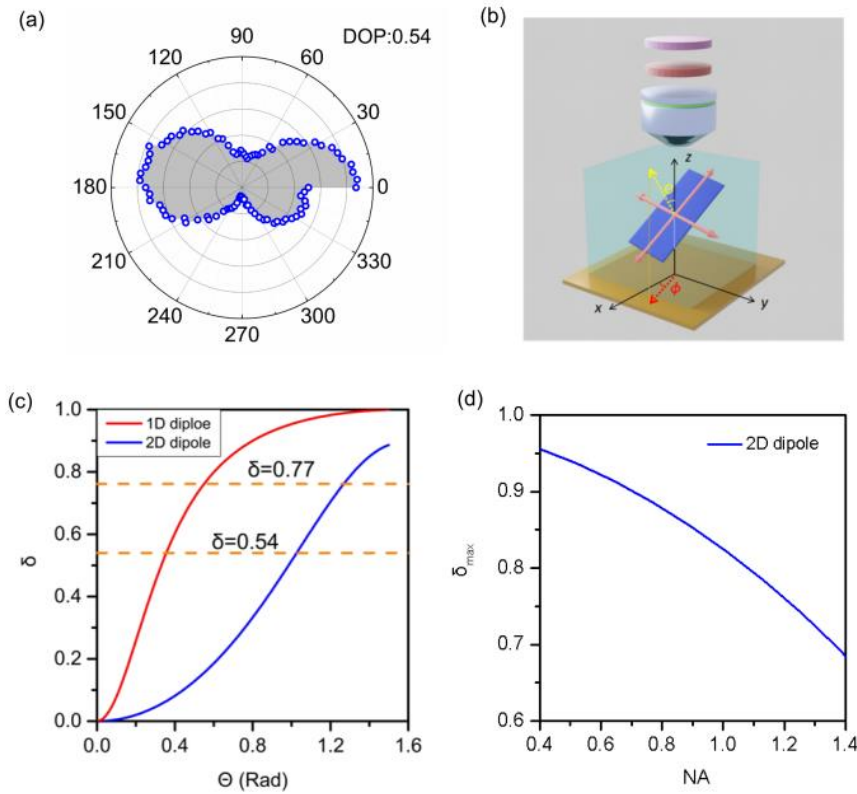 (a)
DOP:0.54
90
120
60
150
30
180
0
210
330
240
300
270
(b)
z
θ
x
ϕ
y
(c)
1.0
1D diploe
2D dipole
0.8
δ=0.77
0.6
δ=0.54
δ
0.4
0.2
0.0
0.0
0.4
0.8
1.2
1.6
Θ (Rad)
(d)
1.0
2D dipole
0.9
δmax
0.8
0.7
0.6
0.4
0.6
0.8
1.0
1.2
1.4
NA